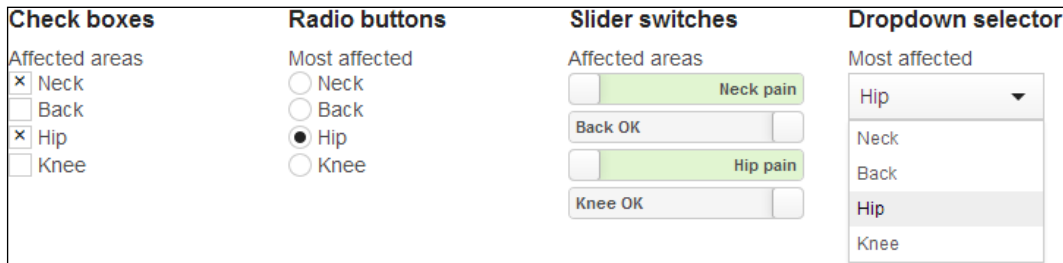 Check boxes
Affected areas
Neck
Back
Hip
Knee
Radio buttons
Most affected
Neck
Back
Hip
Knee
Slider switches
Affected areas
Neck pain
Back OK
Hip pain
Knee OK
Dropdown selector
Most affected
Hip
Neck
Back
Hip
Knee